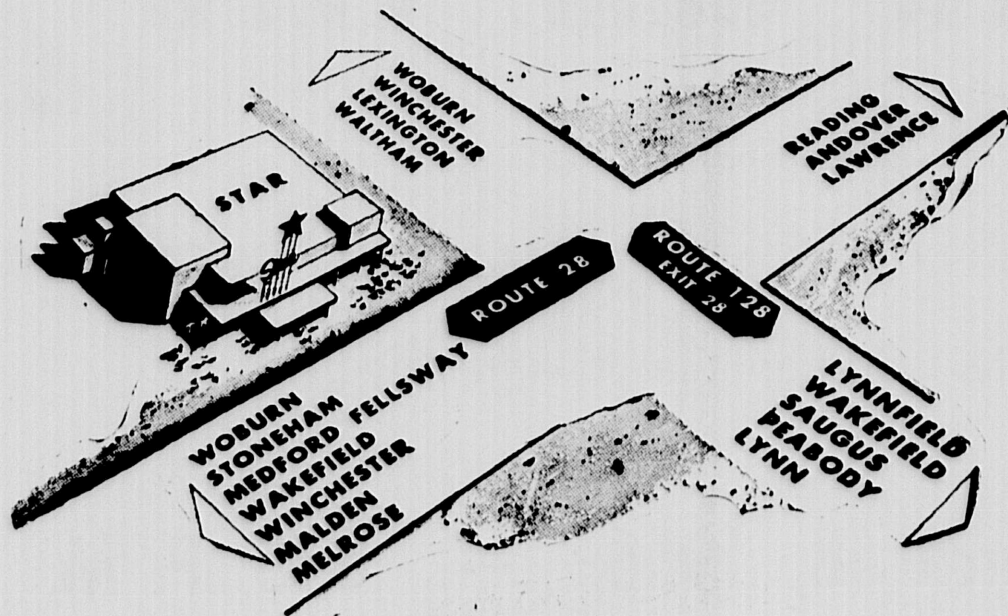 WOBURN
WINCHESTER
LEXINGTON
WALTHAM
READING
ANDOVER
LAWRENCE
STAR
Star
ROUTE 28
ROUTE 128
EXIT 28
WOBURN
STONEHAM
MEDFORD FELLSWAY
WAKEFIELD
WINCHESTER
MALDEN
MELROSE
LYNNFIELD
WAKEFIELD
SAUGUS
PEABODY
LYNN